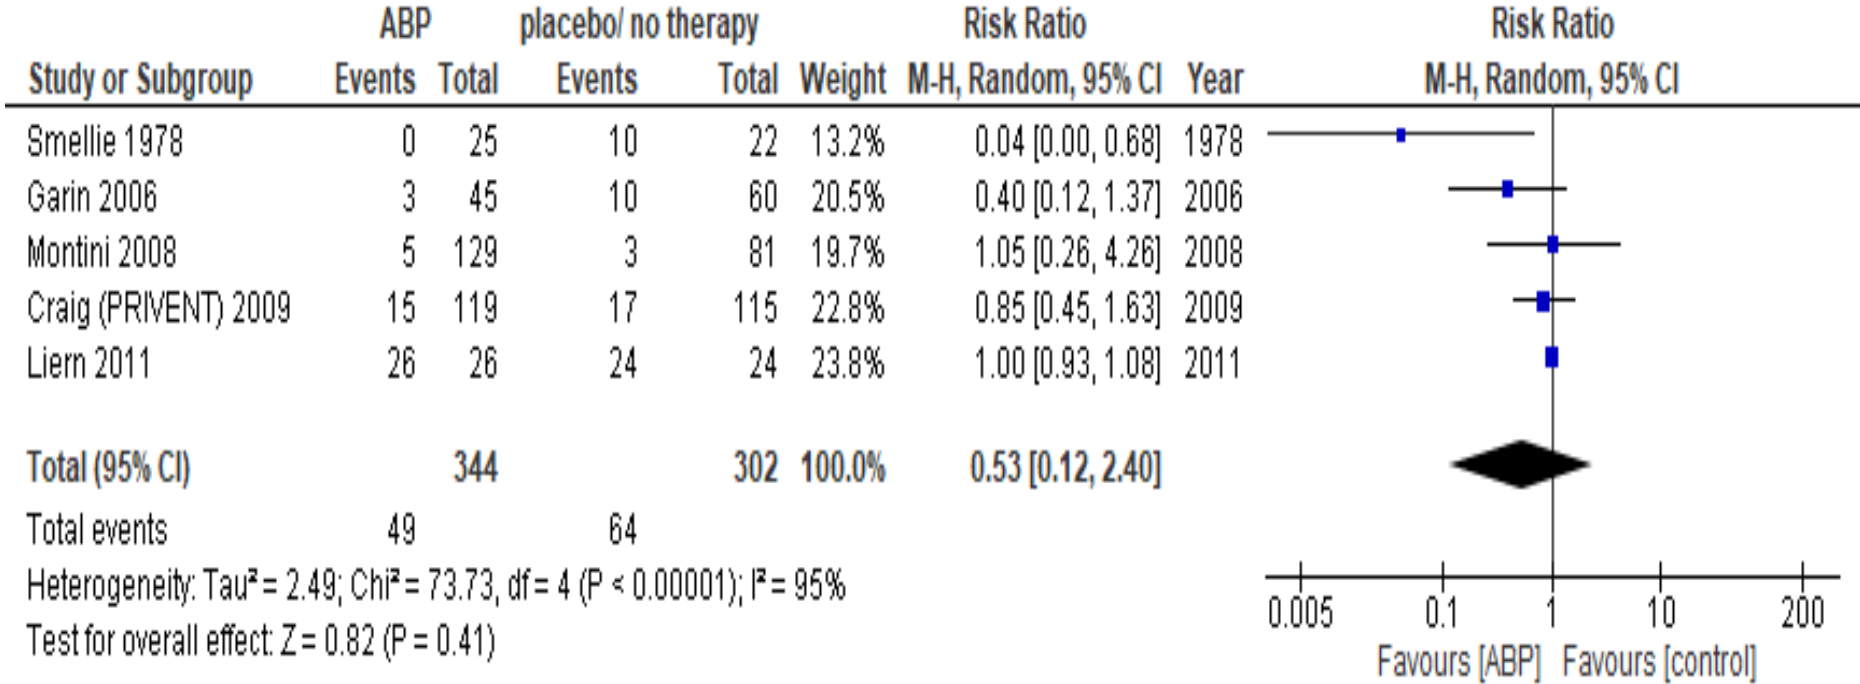 ABP placebo/ no therapy Risk Ratio Risk Ratio
Study or Subgroup Events Total Events Total Weight M-H, Random, 95% CI Year M-H, Random, 95% CI
Smellie 1978 0 25 10 22 13.2% 0.04 [0.00, 0.68] 1978
Garin 2006 3 45 10 60 20.5% 0.40 [0.12, 1.37] 2006
Montini 2008 5 129 3 81 19.7% 1.05 [0.26, 4.26] 2008
Craig (PRIVENT) 2009 15 119 17 115 22.8% 0.85 [0.45, 1.63] 2009
Liern 2011 26 26 24 24 23.8% 1.00 [0.93, 1.08] 2011
Total (95% CI) 344 302 100.0% 0.53 [0.12, 2.40]
Total events 49 64
Heterogeneity: Tau² = 2.49; Chi² = 73.73, df = 4 (P < 0.00001); I² = 95%
Test for overall effect: Z = 0.82 (P = 0.41)
0.005 0.1 1 10 200
Favours [ABP] Favours [control]